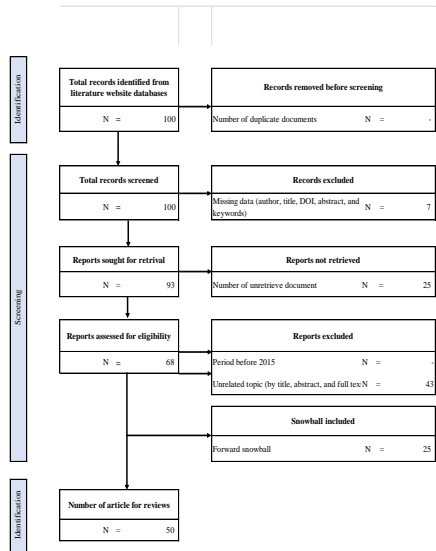 Identification
Total records identified from
literature website databases
N = 100
Records removed before screening
Number of duplicate documents N = -
Screening
Total records screened
N = 100
Records excluded
Missing data (author, title, DOI, abstract, and
keywords) N = 7
Reports sought for retrival
N = 93
Reports not retrieved
Number of unretrieve document N = 25
Reports assessed for eligibility
N = 68
Reports excluded
Period before 2015 N = -
Unrelated topic (by title, abstract, and full tex N = 43
Snowball included
Forward snowball N = 25
Identification
Number of article for reviews
N = 50